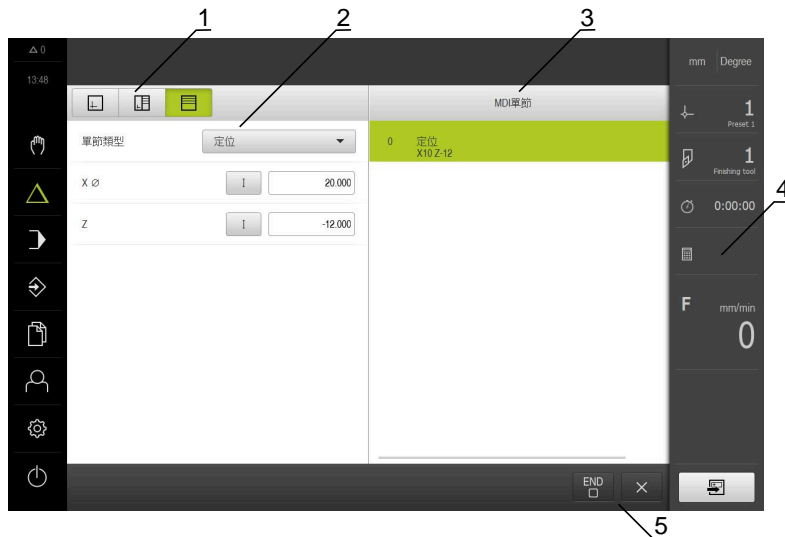 1
2
3
0
mm
Degree
13:48
MDI單節
1
Preset 1
單節類型
定位
0
定位
X10 Z-12
1
Finishing tool
X ⌀
I
20.000
4
0:00:00
Z
I
-12.000
F
mm/min
0
END
5